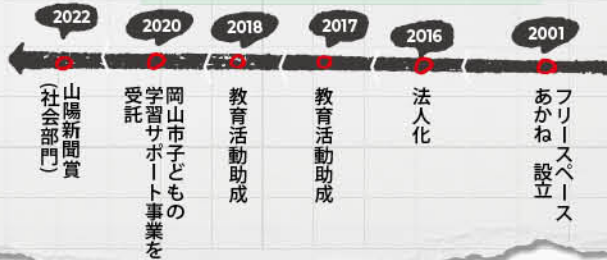 2001
フリースペース
あかね 設立
2016
法人化
2017
教育活動助成
2018
教育活動助成
2020
岡山市子どもの
学習サポート事業を
受託
2022
山陽新聞賞
(社会部門)